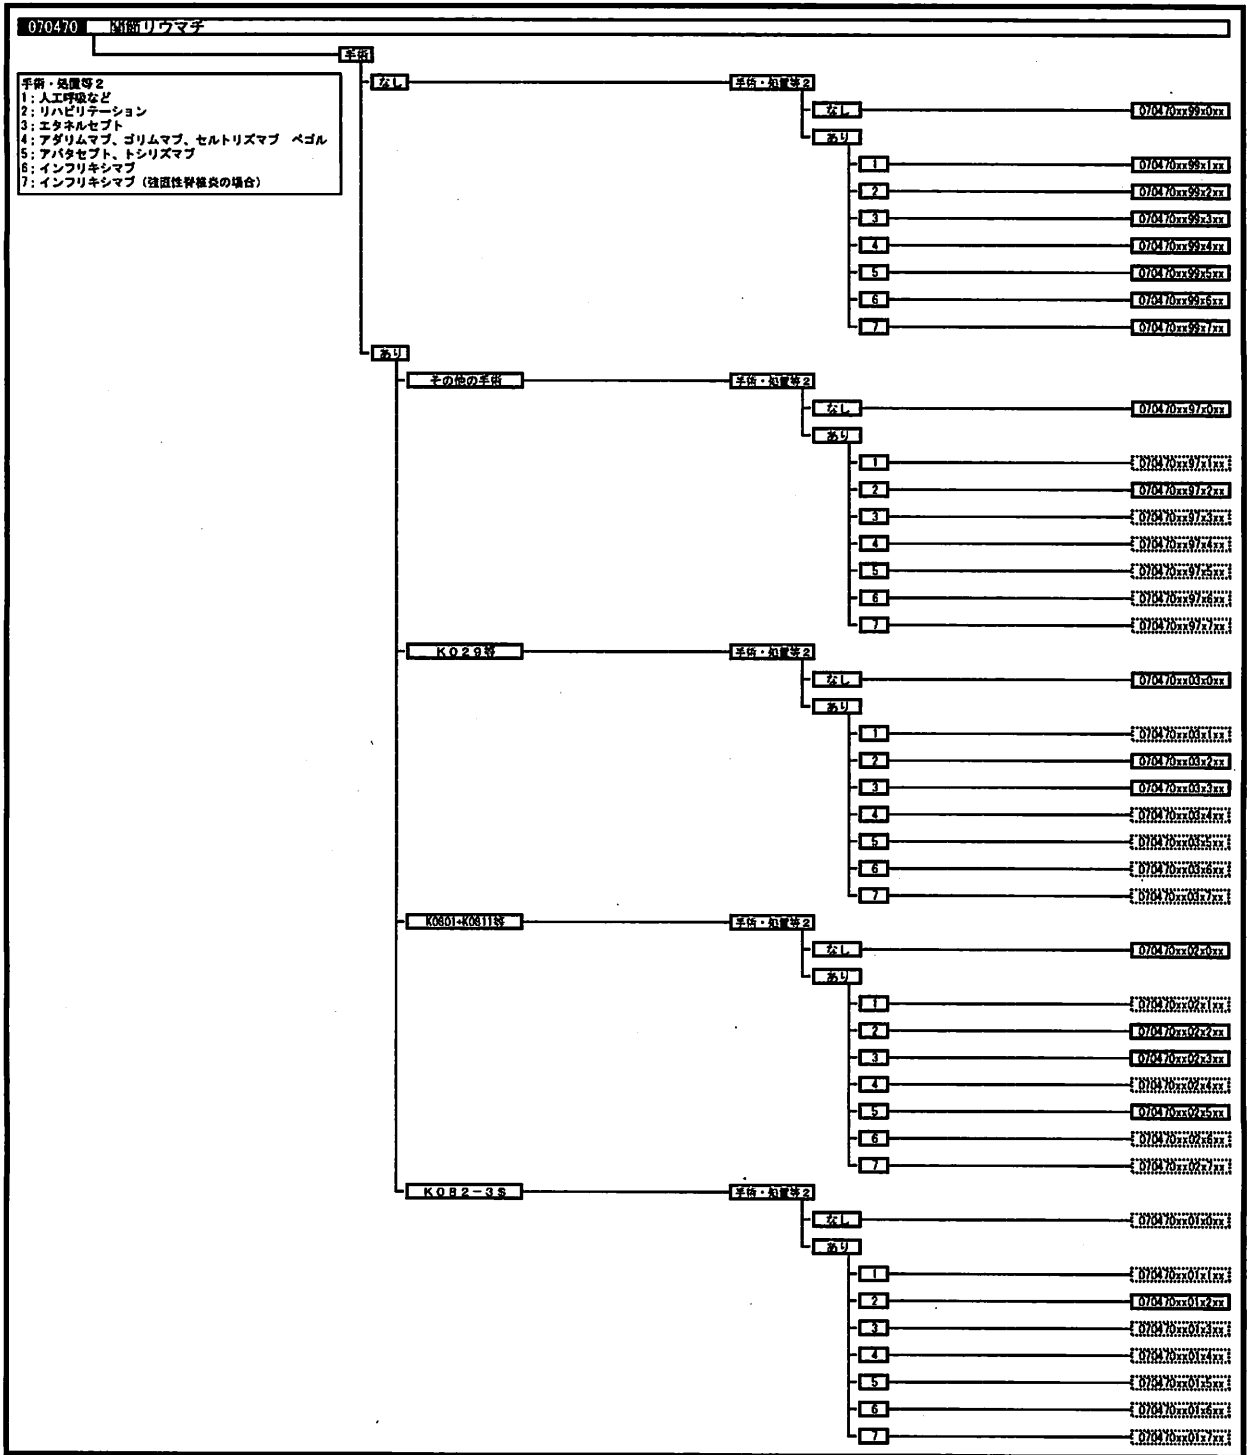 070470 関節リウマチ
手術
手術・処置等2
1:人工呼吸など
2:リハビリテーション
3:エタネルセプト
4:アダリムマブ、ゴリムマブ、セルトリズマブ ペゴル
5:アバタセプト、トシリズマブ
6:インフリキシマブ
7:インフリキシマブ(強直性脊椎炎の場合)
なし 手術・処置等2
なし 070470xx99x0xx
あり
1 070470xx99x1xx
2 070470xx99x2xx
3 070470xx99x3xx
4 070470xx99x4xx
5 070470xx99x5xx
6 070470xx99x6xx
7 070470xx99x7xx
あり
その他の手術 手術・処置等2
なし 070470xx97x0xx
あり
1 070470xx97x1xx
2 070470xx97x2xx
3 070470xx97x3xx
4 070470xx97x4xx
5 070470xx97x5xx
6 070470xx97x6xx
7 070470xx97x7xx
K029等 手術・処置等2
なし 070470xx03x0xx
あり
1 070470xx03x1xx
2 070470xx03x2xx
3 070470xx03x3xx
4 070470xx03x4xx
5 070470xx03x5xx
6 070470xx03x6xx
7 070470xx03x7xx
K0801+K0811等 手術・処置等2
なし 070470xx02x0xx
あり
1 070470xx02x1xx
2 070470xx02x2xx
3 070470xx02x3xx
4 070470xx02x4xx
5 070470xx02x5xx
6 070470xx02x6xx
7 070470xx02x7xx
K082-3$ 手術・処置等2
なし 070470xx01x0xx
あり
1 070470xx01x1xx
2 070470xx01x2xx
3 070470xx01x3xx
4 070470xx01x4xx
5 070470xx01x5xx
6 070470xx01x6xx
7 070470xx01x7xx